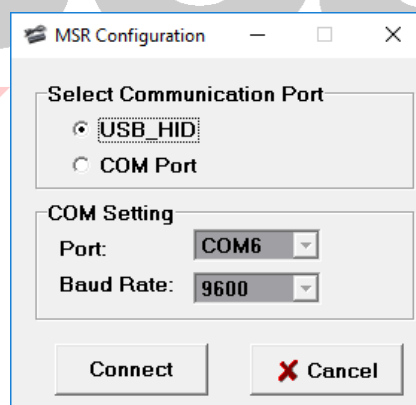 MSR Configuration
Select Communication Port
USB_HID
COM Port
COM Setting
Port: COM6
Baud Rate: 9600
Connect Cancel